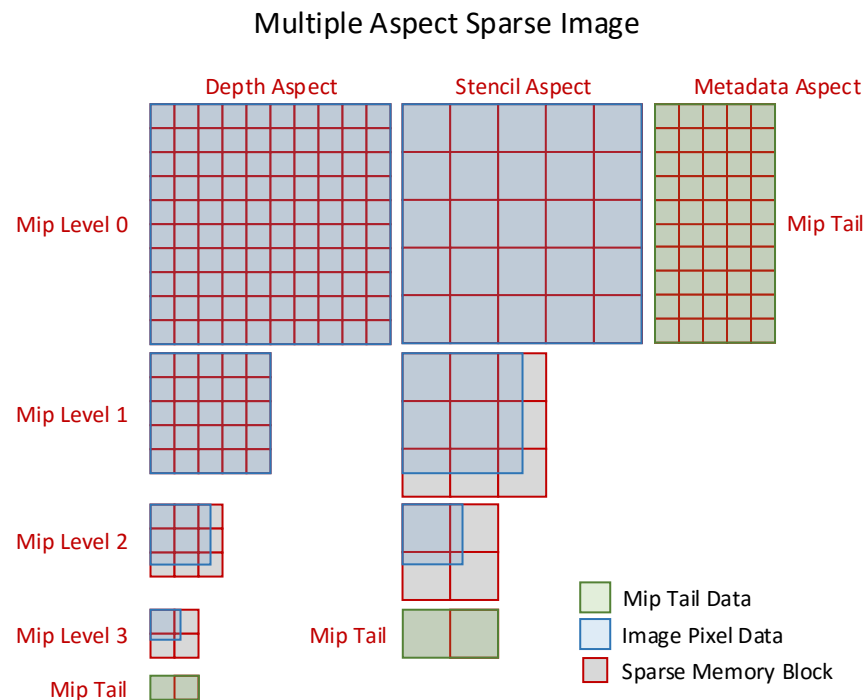 Multiple Aspect Sparse Image
Depth Aspect
Stencil Aspect
Metadata Aspect
Mip Level 0
Mip Tail
Mip Level 1
Mip Level 2
Mip Level 3
Mip Tail
Mip Tail
Mip Tail Data
Image Pixel Data
Sparse Memory Block